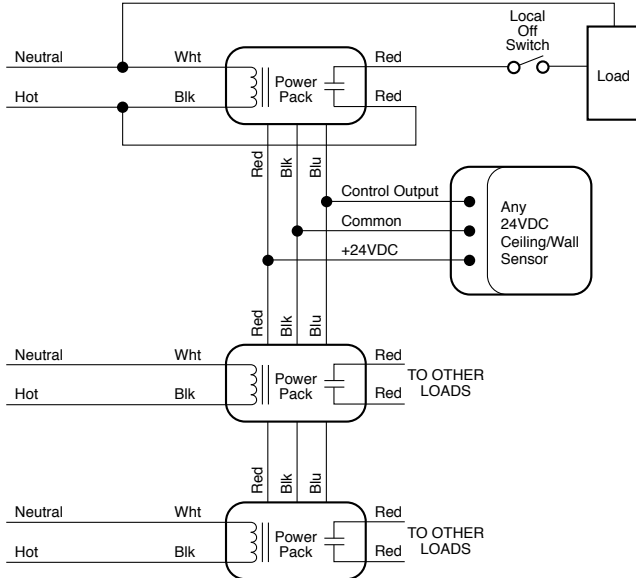 Local
Off
Switch
Neutral Wht Red
Power
Pack
Load
Hot Blk Red
Red Blk Blu
Control Output
Common
+24VDC
Any
24VDC
Ceiling/Wall
Sensor
Red Blk Blu
Neutral Wht Red
Power
Pack
TO OTHER
LOADS
Hot Blk Red
Red Blk Blu
Neutral Wht Red
Power
Pack
TO OTHER
LOADS
Hot Blk Red